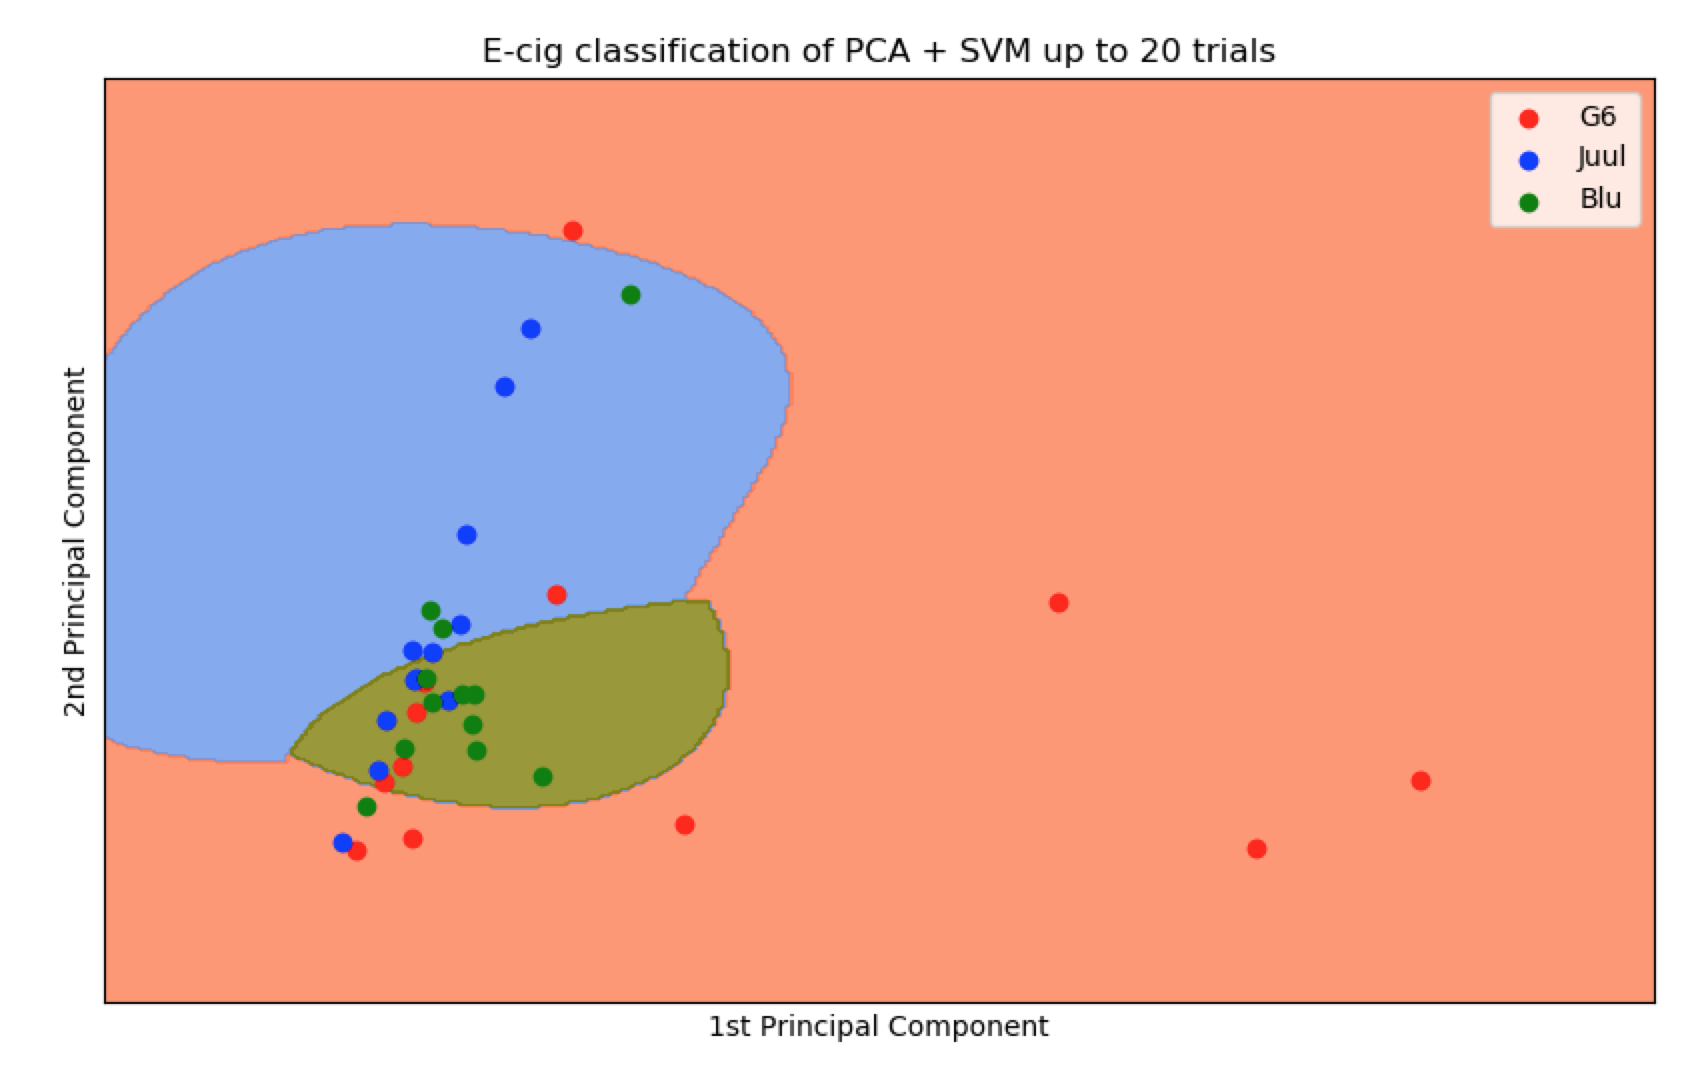 E-cig classification of PCA + SVM up to 20 trials
G6
Juul
Blu
2nd Principal Component
1st Principal Component